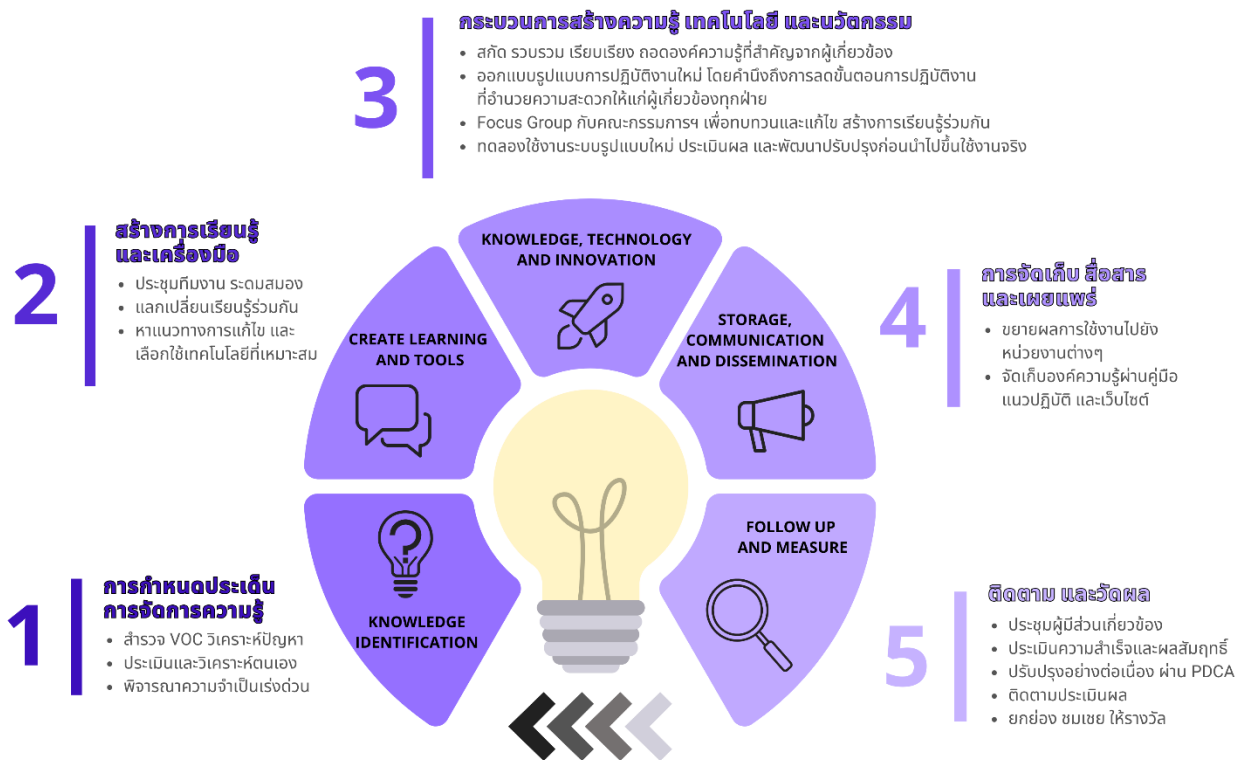 3
กระบวนการสร้างความรู้ เทคโนโลยี และนวัตกรรม
• สกัด รวบรวม เรียบเรียง ถอดองค์ความรู้ที่สำคัญจากผู้เกี่ยวข้อง
• ออกแบบรูปแบบการปฏิบัติงานใหม่ โดยคำนึงถึงการลดขั้นตอนการปฏิบัติงาน
ที่อำนวยความสะดวกให้แก่ผู้เกี่ยวข้องทุกฝ่าย
• Focus Group กับคณะกรรมการฯ เพื่อทบทวนและแก้ไข สร้างการเรียนรู้ร่วมกัน
• ทดลองใช้งานระบบรูปแบบใหม่ ประเมินผล และพัฒนาปรับปรุงก่อนนำไปขึ้นใช้งานจริง
2
สร้างการเรียนรู้
และเครื่องมือ
• ประชุมทีมงาน ระดมสมอง
• แลกเปลี่ยนเรียนรู้ร่วมกัน
• หาแนวทางการแก้ไข และ
เลือกใช้เทคโนโลยีที่เหมาะสม
KNOWLEDGE, TECHNOLOGY
AND INNOVATION
CREATE LEARNING
AND TOOLS
STORAGE,
COMMUNICATION
AND DISSEMINATION
4
การจัดเก็บ สื่อสาร
และเผยแพร่
• ขยายผลการใช้งานไปยัง
หน่วยงานต่างๆ
• จัดเก็บองค์ความรู้ผ่านคู่มือ
แนวปฏิบัติ และเว็บไซต์
1
การกำหนดประเด็น
การจัดการความรู้
• สำรวจ VOC วิเคราะห์ปัญหา
• ประเมินและวิเคราะห์ตนเอง
• พิจารณาความจำเป็นเร่งด่วน
KNOWLEDGE
IDENTIFICATION
FOLLOW UP
AND MEASURE
5
ติดตาม และวัดผล
• ประชุมผู้มีส่วนเกี่ยวข้อง
• ประเมินความสำเร็จและผลสัมฤทธิ์
• ปรับปรุงอย่างต่อเนื่อง ผ่าน PDCA
• ติดตามประเมินผล
• ยกย่อง ชมเชย ให้รางวัล